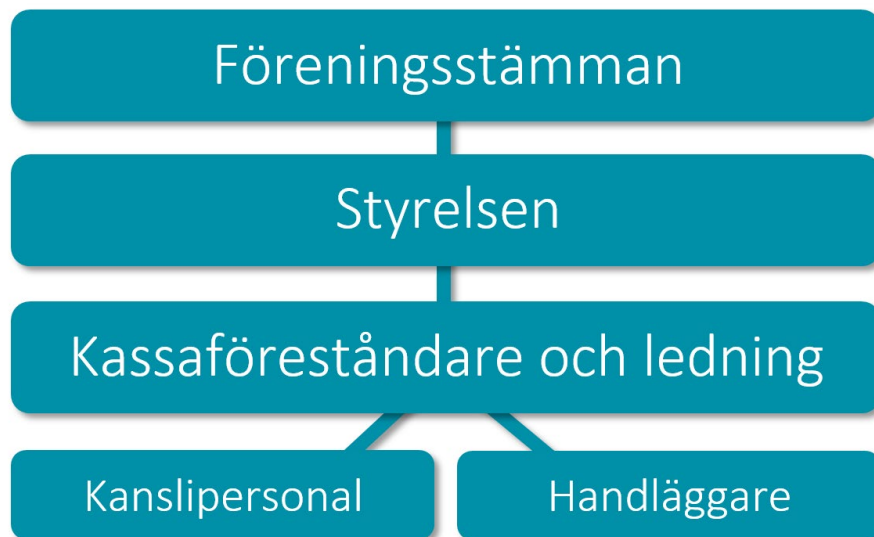 Föreningsstämman
Styrelsen
Kassaföreståndare och ledning
Kanslipersonal
Handläggare